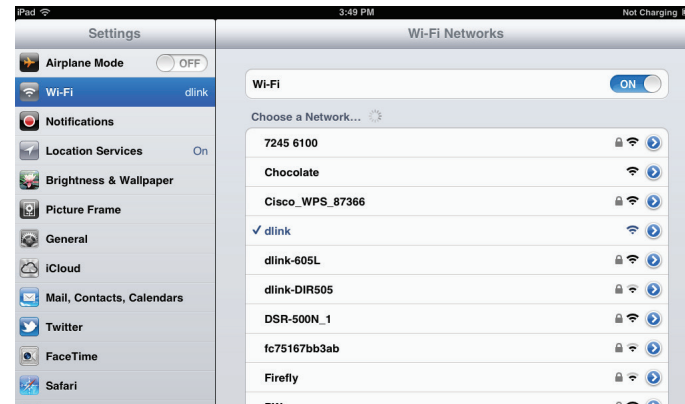 iPad 3:49 PM Not Charging
Settings
Wi-Fi Networks
Airplane Mode OFF
Wi-Fi dlink
Notifications
Location Services On
Brightness & Wallpaper
Picture Frame
General
iCloud
Mail, Contacts, Calendars
Twitter
FaceTime
Safari
Wi-Fi ON
Choose a Network...
7245 6100
Chocolate
Cisco_WPS_87366
dlink
dlink-605L
dlink-DIR505
DSR-500N_1
fc75167bb3ab
Firefly